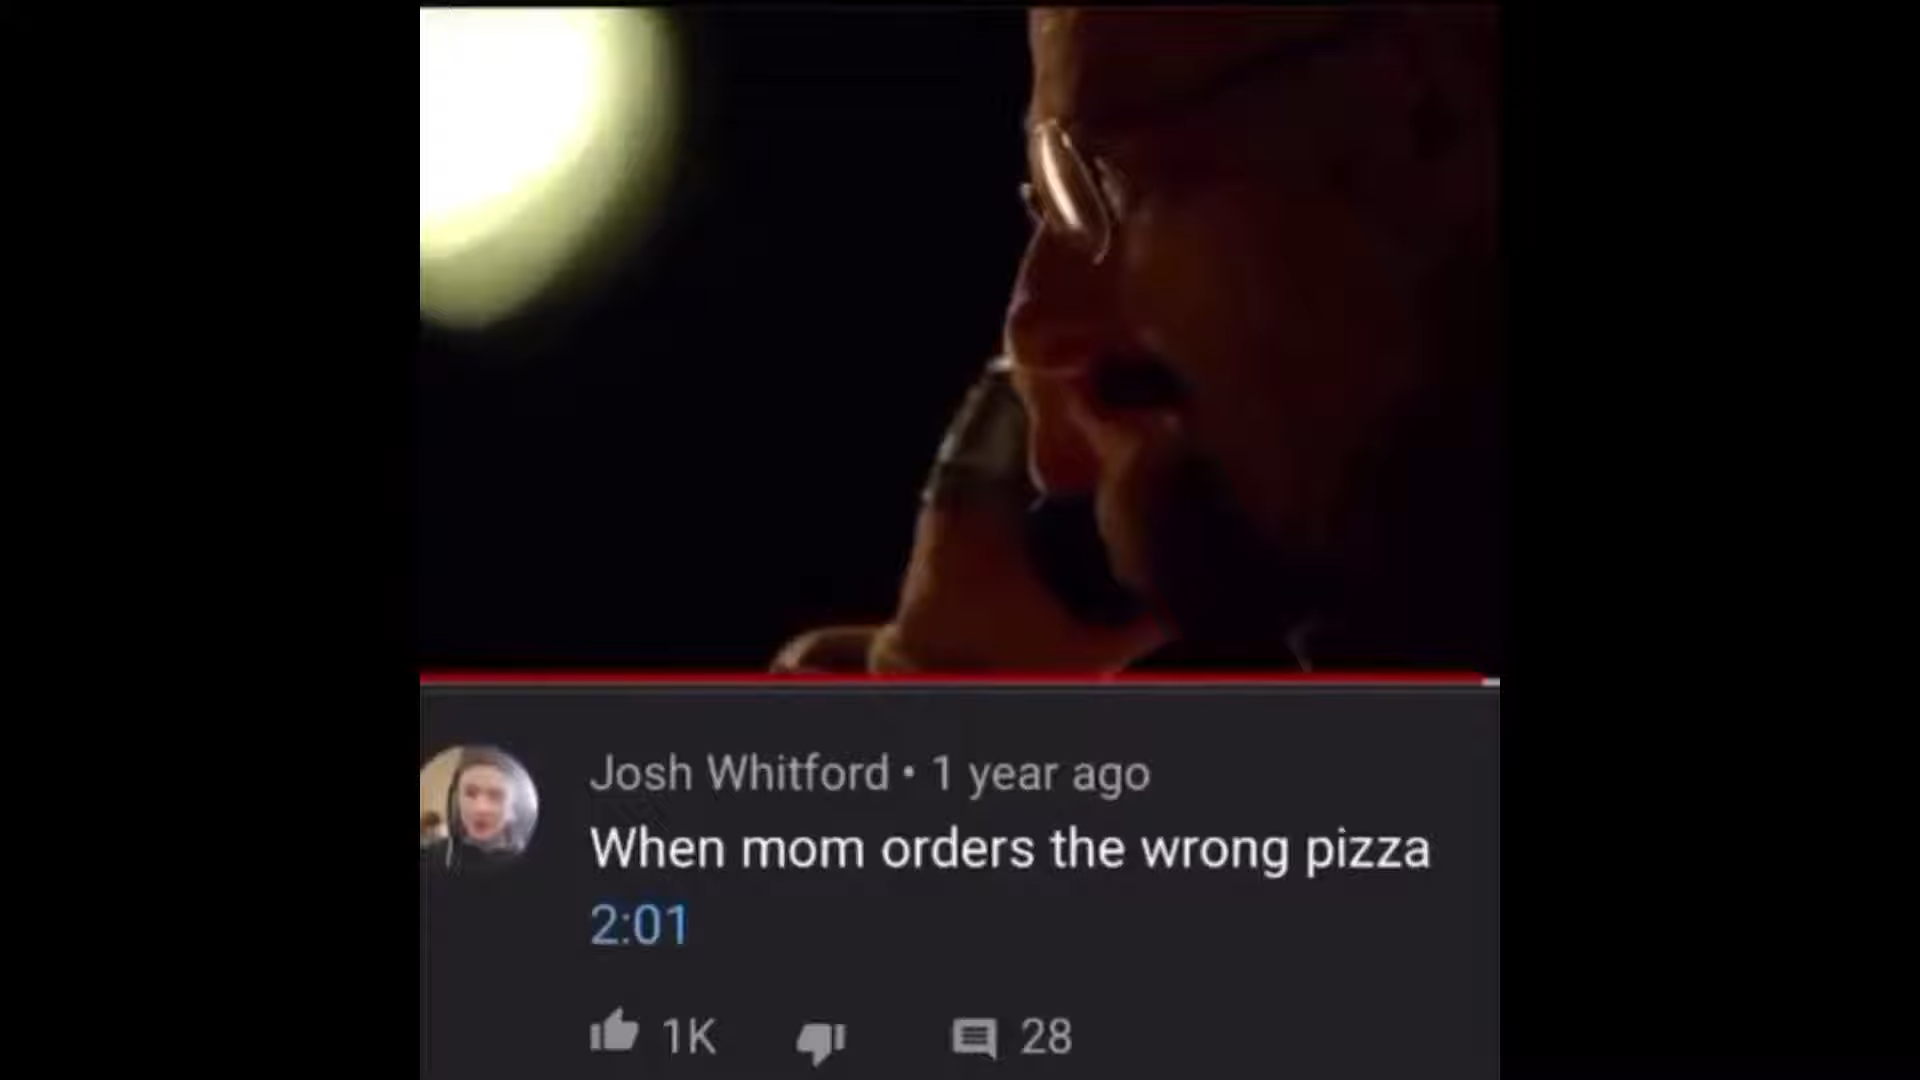 Josh Whitford • 1 year ago
When mom orders the wrong pizza
2:01
1K 28